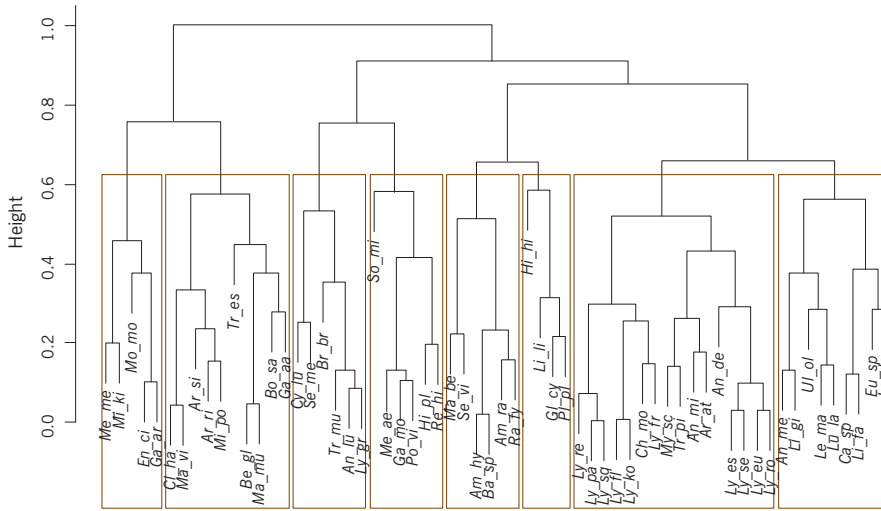 Height
1.0
0.8
0.6
0.4
0.2
0.0
Me_me
Mi_ki
Mo_mo
En_ci
Ga_ar
Cl_ha
Ma_vi
Ar_si
Ar_ri
Mi_po
Tr_es
Be_gl
Ma_mu
Bo_sa
Ga_aa
Cy_lu
Se_me
Br_br
Tr_mu
An_lu
Ly_gr
So_mi
Me_ae
Ga_mo
Po_vi
Hi_pl
Re_hi
Ma_be
Se_vi
Am_hy
Ba_sp
Am_ra
Ra_fy
Hi_hi
Li_li
Gl_cy
Pl_pl
Ly_re
Ly_pa
Ly_sq
Ly_fl
Ly_ko
Ch_mo
Ly_fr
My_sc
Tr_pi
An_mi
Ar_at
An_de
Ly_es
Ly_se
Ly_eu
Ly_ro
An_me
Li_gi
Ul_ol
Le_ma
Lu_la
Ca_sp
Li_fa
Eu_sp